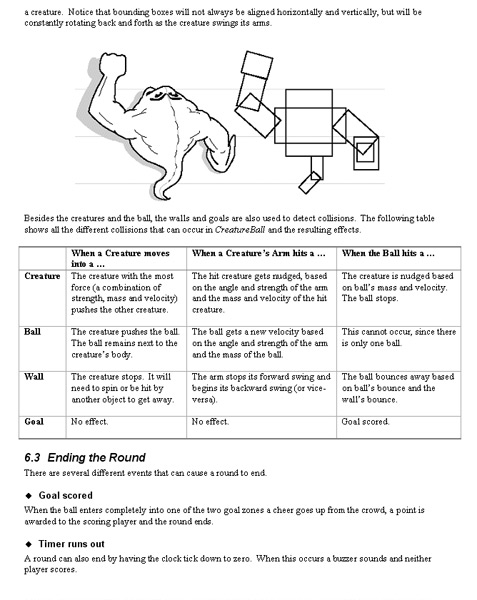 a creature. Notice that bounding boxes will not always be aligned horizontally and vertically, but will be
constantly rotating back and forth as the creature swings its arms.
Besides the creatures and the ball, the walls and goals are also used to detect collisions. The following table
shows all the different collisions that can occur in CreatureBall and the resulting effects.
When a Creature moves
into a ...
When a Creature's Arm hits a ...
When the Ball hits a ...
Creature
The creature with the most
force (a combination of
strength, mass and velocity)
pushes the other creature.
The hit creature gets nudged, based
on the angle and strength of the arm
and the mass and velocity of the hit
creature.
The creature is nudged based
on ball's mass and velocity.
The ball stops.
Ball
The creature pushes the ball.
The ball remains next to the
creature's body.
The ball gets a new velocity based
on the angle and strength of the arm
and the mass of the ball.
This cannot occur, since there
is only one ball.
Wall
The creature stops. It will
need to spin or be hit by
another object to get away.
The arm stops its forward swing and
begins its backward swing (or vice-
versa).
The ball bounces away based
on ball's bounce and the
wall's bounce.
Goal
No effect.
No effect.
Goal scored.
6.3 Ending the Round
There are several different events that can cause a round to end.
◆ Goal scored
When the ball enters completely into one of the two goal zones a cheer goes up from the crowd, a point is
awarded to the scoring player and the round ends.
◆ Timer runs out
A round can also end by having the clock tick down to zero. When this occurs a buzzer sounds and neither
player scores.